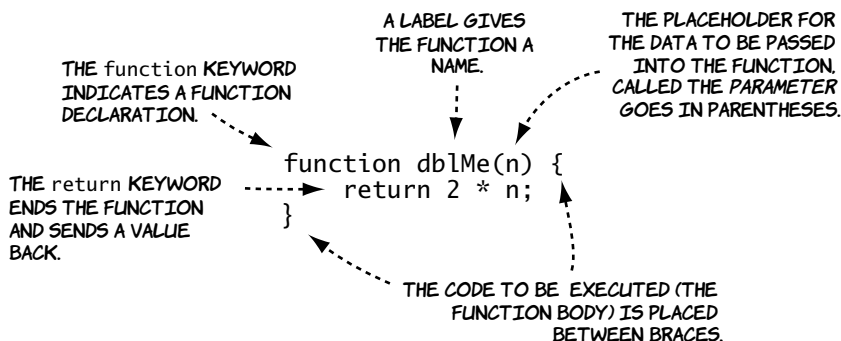 A LABEL GIVES
THE FUNCTION A
NAME.
THE PLACEHOLDER FOR
THE DATA TO BE PASSED
INTO THE FUNCTION,
CALLED THE PARAMETER
GOES IN PARENTHESES.
THE function KEYWORD
INDICATES A FUNCTION
DECLARATION.
function dblMe(n) {
return 2 * n;
}
THE return KEYWORD
ENDS THE FUNCTION
AND SENDS A VALUE
BACK.
THE CODE TO BE EXECUTED (THE
FUNCTION BODY) IS PLACED
BETWEEN BRACES.